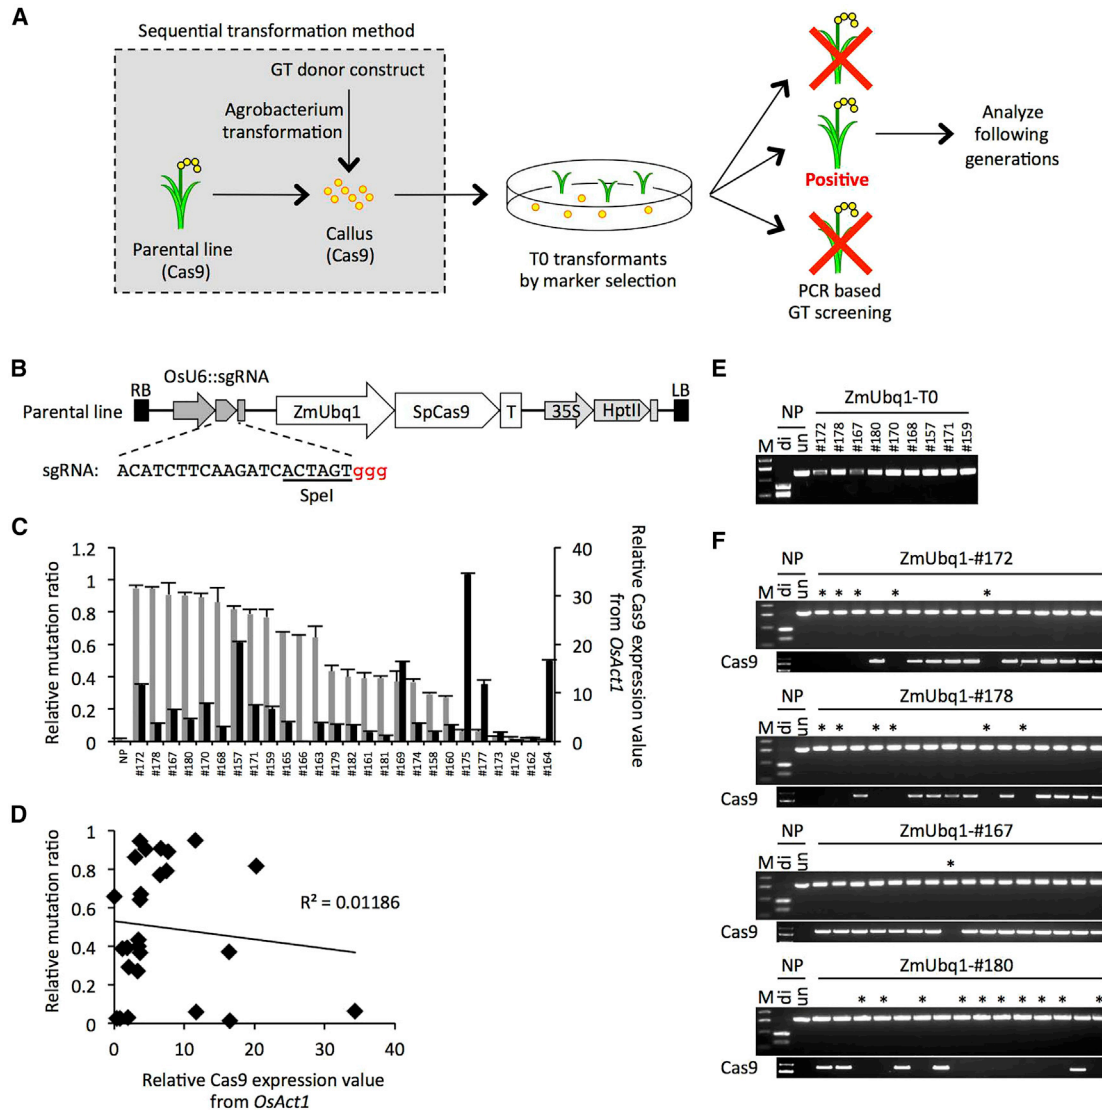 A
Sequential transformation method
GT donor construct
Agrobacterium
transformation
Parental line
(Cas9)
Callus
(Cas9)
T0 transformants
by marker selection
Positive
PCR based
GT screening
Analyze
following
generations
B
RB
OsU6::sgRNA
LB
Parental line
ZmUbq1
SpCas9
T
35S
HptII
sgRNA:
ACATCTTCAAGATCACTAGTggg
SpeI
C
Relative mutation ratio
1.2
1
0.8
0.6
0.4
0.2
0
40
30
20
10
0
Relative Cas9 expression value
from OsAct1
NP
#172
#178
#167
#180
#170
#168
#157
#171
#159
#165
#166
#163
#179
#182
#161
#181
#169
#174
#158
#160
#175
#177
#173
#176
#162
#164
D
Relative mutation ratio
1
0.8
0.6
0.4
0.2
0
R² = 0.01186
0
10
20
30
40
Relative Cas9 expression value
from OsAct1
E
NP
ZmUbq1-T0
M
di
un
#172
#178
#167
#180
#170
#168
#157
#171
#159
F
NP
ZmUbq1-#172
M
di
un
* * * * *
Cas9
NP
ZmUbq1-#178
M
di
un
* * * * * *
Cas9
NP
ZmUbq1-#167
M
di
un
*
Cas9
NP
ZmUbq1-#180
M
di
un
* * * * * * * * * *
Cas9